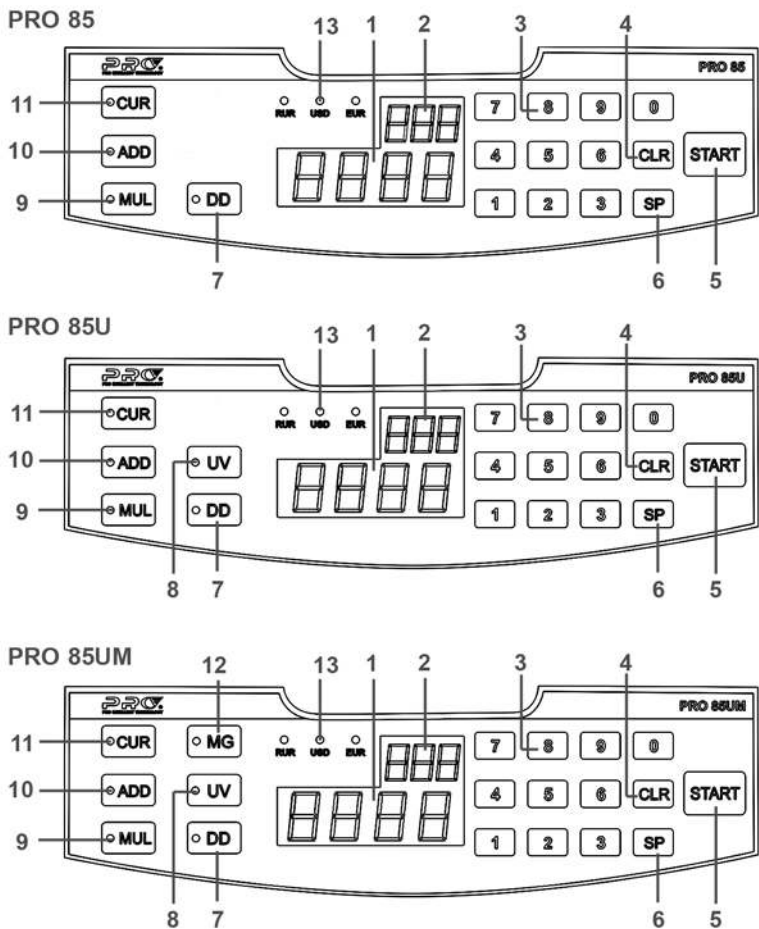 PRO 85
13 1 2 3 4
PRO PRO 85
11 CUR RUR USD EUR 7 8 9 0
10 ADD 4 5 6 CLR START
9 MUL DD 1 2 3 SP
7 6 5
PRO 85U
13 1 2 3 4
PRO PRO 85U
11 CUR RUR USD EUR 7 8 9 0
10 ADD UV 4 5 6 CLR START
9 MUL DD 1 2 3 SP
8 7 6 5
PRO 85UM
12 13 1 2 3 4
PRO PRO 85UM
11 CUR MG RUR USD EUR 7 8 9 0
10 ADD UV 4 5 6 CLR START
9 MUL DD 1 2 3 SP
8 7 6 5